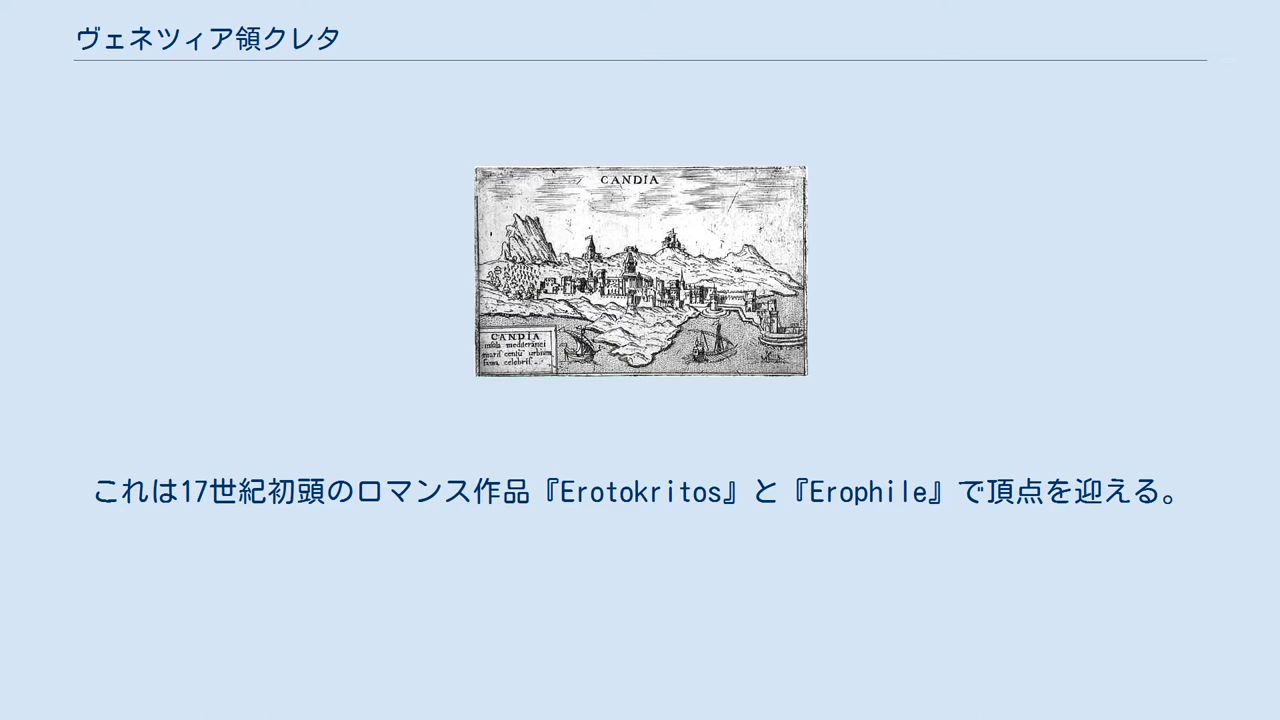 ヴェネツィア領クレタ
CANDIA
CANDIA
insula mediteranei
maris centū urbium
fama celebris
これは17世紀初頭のロマンス作品『Erotokritos』と『Erophile』で頂点を迎える。